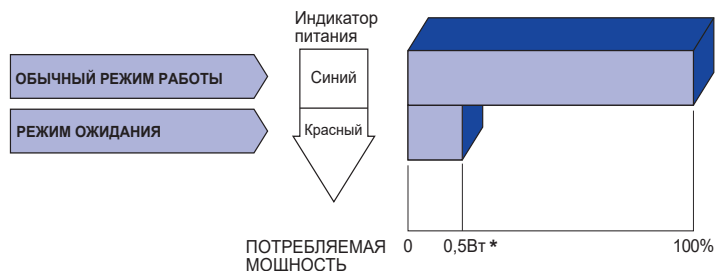 Индикатор
питания
ОБЫЧНЫЙ РЕЖИМ РАБОТЫ
Синий
РЕЖИМ ОЖИДАНИЯ
Красный
ПОТРЕБЛЯЕМАЯ
МОЩНОСТЬ
0 0,5Вт * 100%